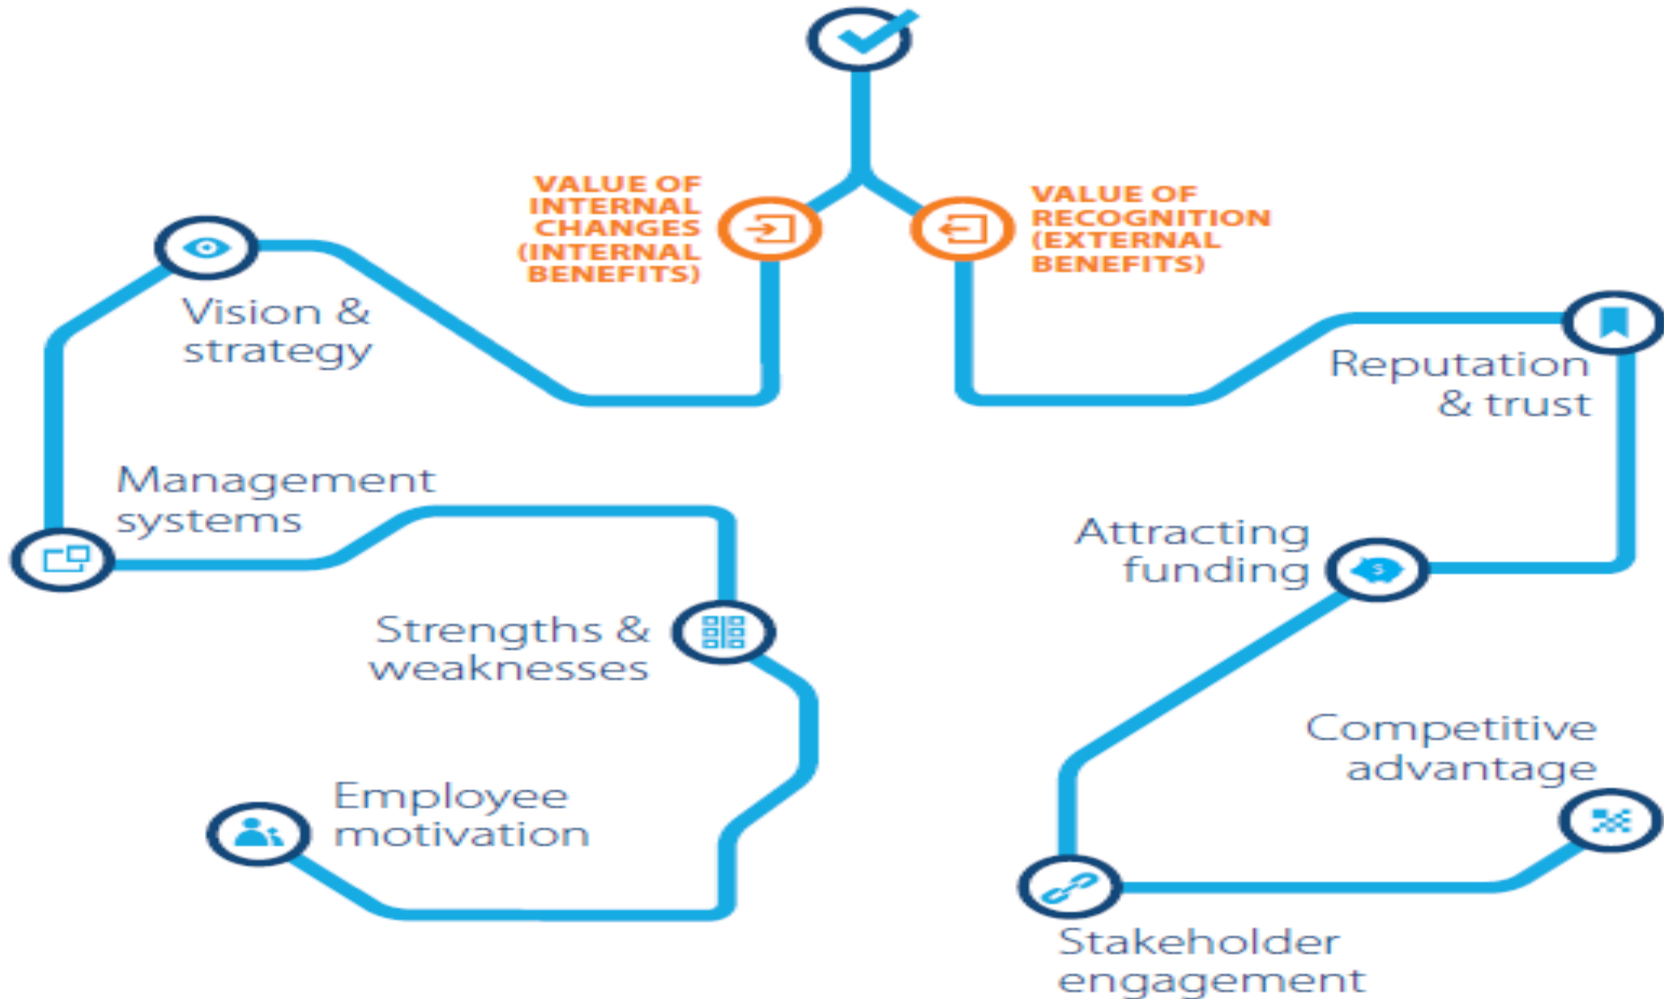 VALUE OF
INTERNAL
CHANGES
(INTERNAL
BENEFITS)
VALUE OF
RECOGNITION
(EXTERNAL
BENEFITS)
Vision &
strategy
Management
systems
Strengths &
weaknesses
Employee
motivation
Reputation
& trust
Attracting
funding
$
Stakeholder
engagement
Competitive
advantage